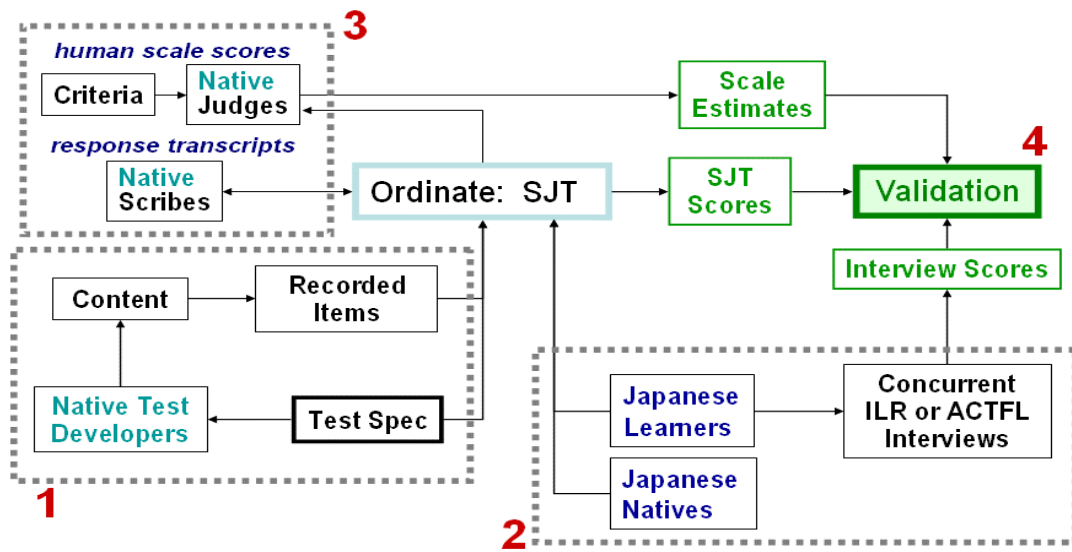 3
human scale scores
Criteria
Native
Judges
response transcripts
Native
Scribes
Ordinate: SJT
Scale
Estimates
SJT
Scores
4
Validation
Interview Scores
Content
Recorded
Items
Native Test
Developers
Test Spec
1
Japanese
Learners
Concurrent
ILR or ACTFL
Interviews
Japanese
Natives
2